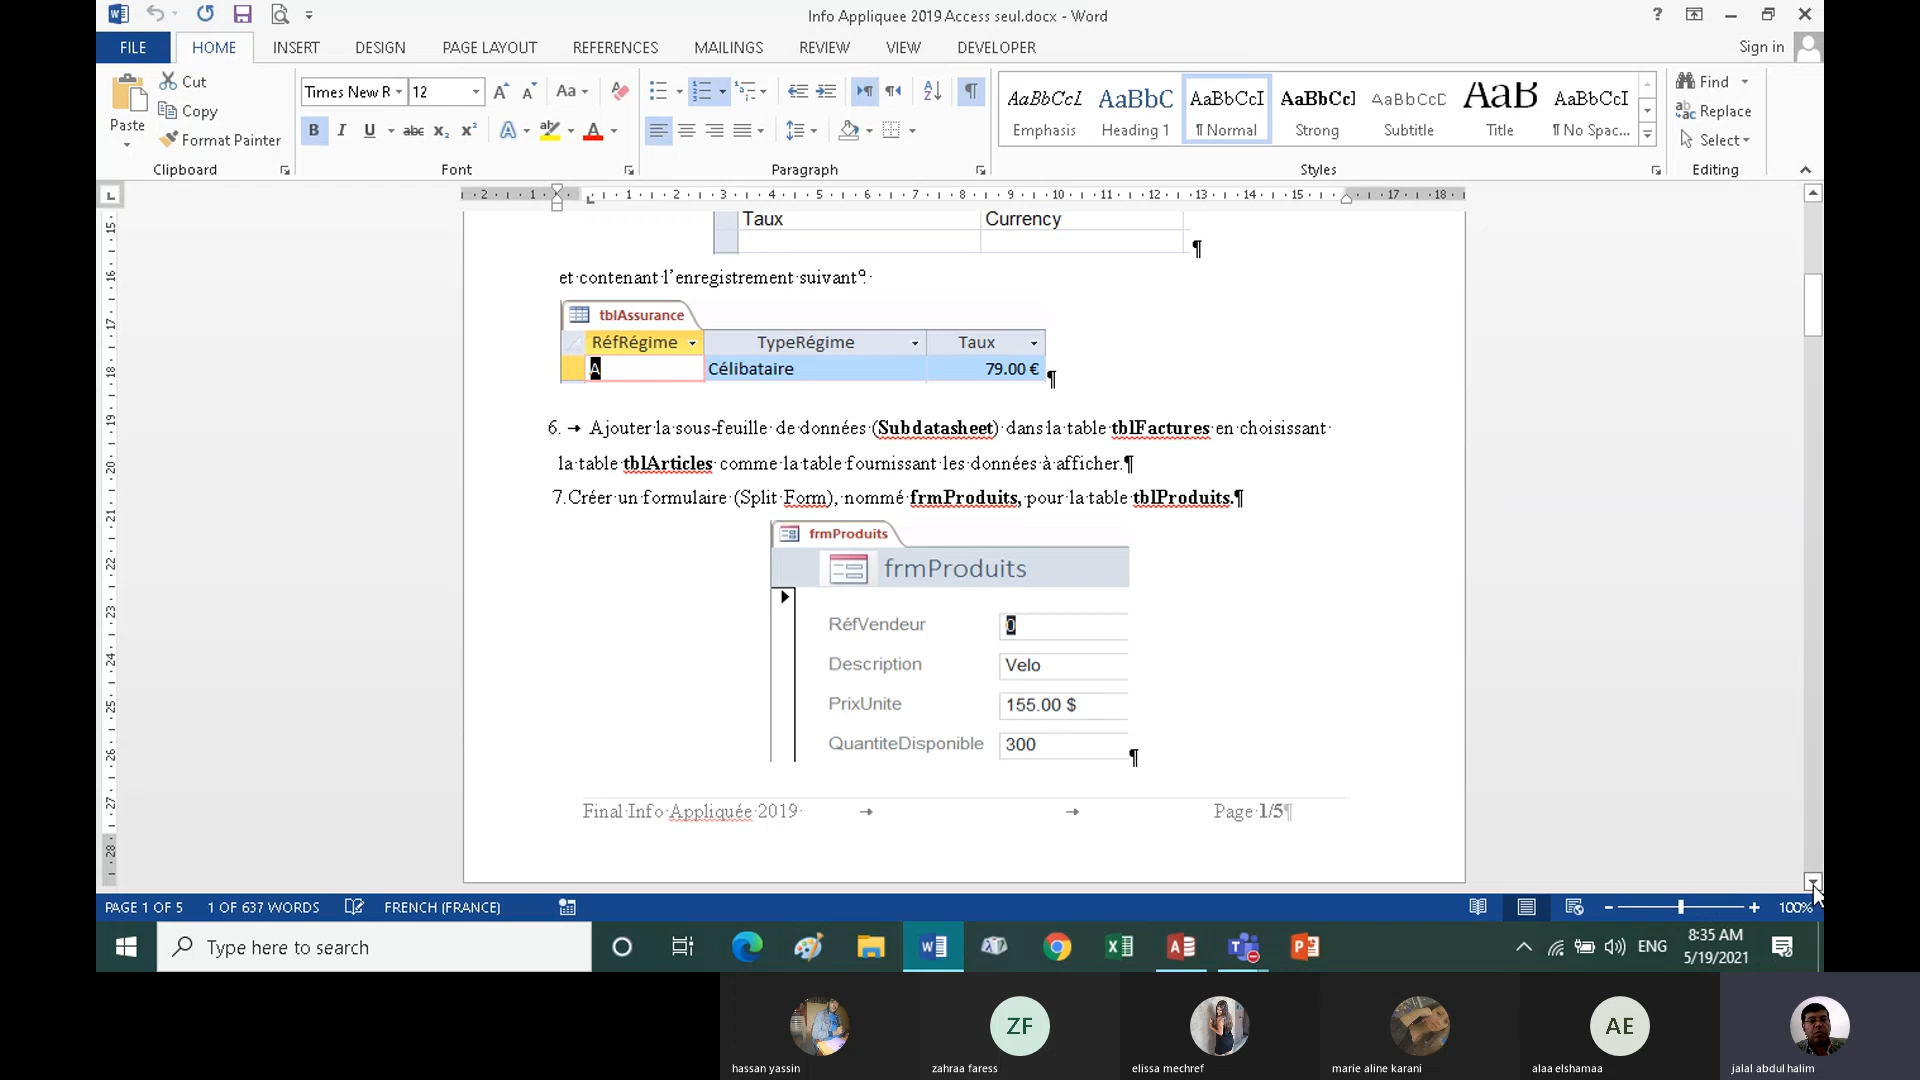 Info Appliquee 2019 Access seul.docx - Word
FILE HOME INSERT DESIGN PAGE LAYOUT REFERENCES MAILINGS REVIEW VIEW DEVELOPER Sign in
Paste
Cut
Copy
Format Painter
Clipboard
Times New R 12
Font
Paragraph
AaBbCcI AaBbC AaBbCcI AaBbCcI AaBbCcD AaB AaBbCcI
Emphasis Heading 1 ¶ Normal Strong Subtitle Title ¶ No Spac...
Styles
Find
Replace
Select
Editing
Taux Currency
et contenant l'enregistrement suivant :
tblAssurance
RéfRégime TypeRégime Taux
A Célibataire 79.00 €
6. Ajouter la sous-feuille de données (Subdatasheet) dans la table tblFactures en choisissant
la table tblArticles comme la table fournissant les données à afficher.¶
7.Créer un formulaire (Split Form), nommé frmProduits, pour la table tblProduits.¶
frmProduits
frmProduits
RéfVendeur 0
Description Velo
PrixUnite 155.00 $
QuantiteDisponible 300
Final Info Appliquée 2019 Page 1/5¶
PAGE 1 OF 5 1 OF 637 WORDS FRENCH (FRANCE) 100%
Type here to search
ENG
8:35 AM
5/19/2021
ZF AE
hassan yassin zahraa faress elissa mechref marie aline karani alaa elshamaa jalal abdul halim